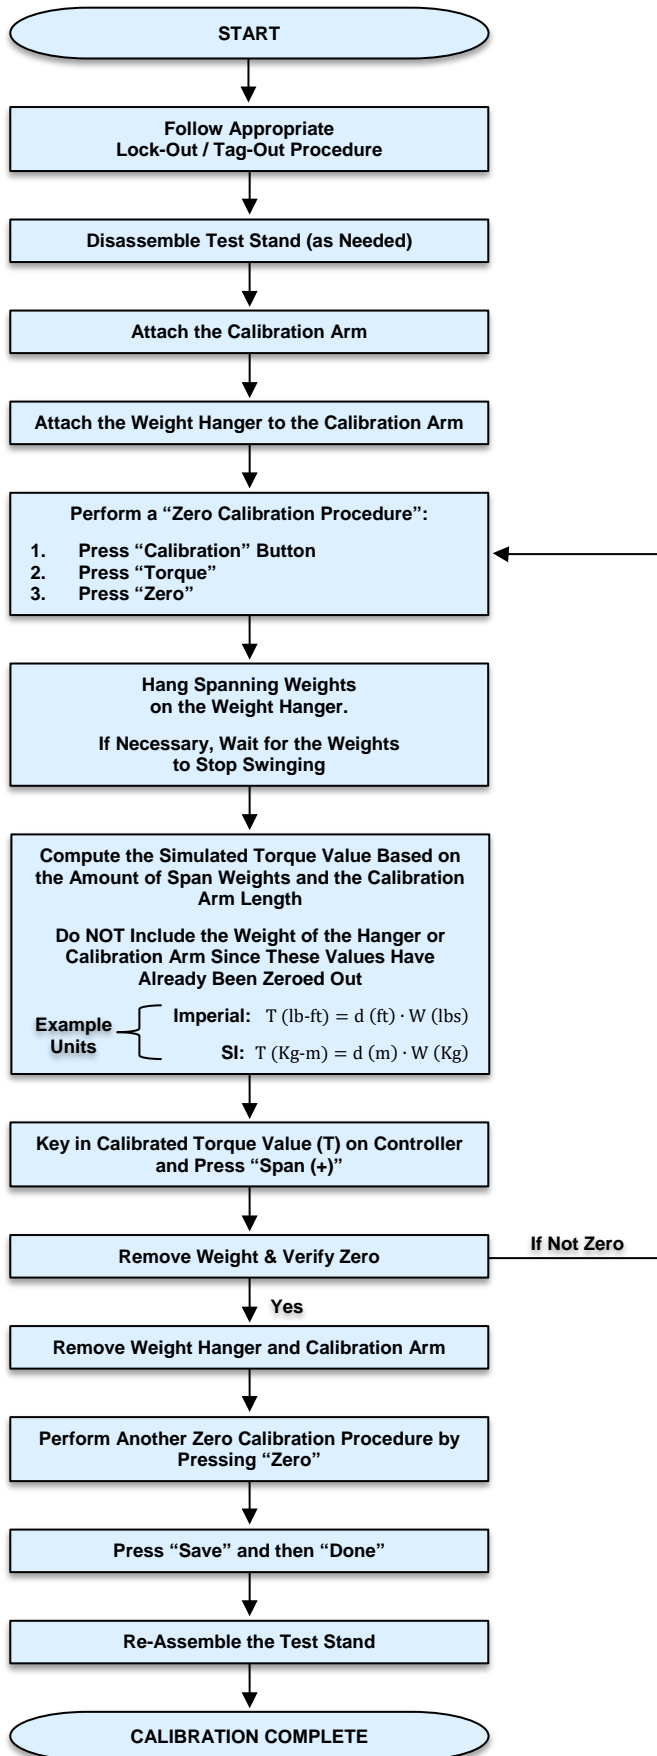 START
Follow Appropriate
Lock-Out / Tag-Out Procedure
Disassemble Test Stand (as Needed)
Attach the Calibration Arm
Attach the Weight Hanger to the Calibration Arm
Perform a “Zero Calibration Procedure”:
1. Press “Calibration” Button
2. Press “Torque”
3. Press “Zero”
Hang Spanning Weights
on the Weight Hanger.
If Necessary, Wait for the Weights
to Stop Swinging
Compute the Simulated Torque Value Based on
the Amount of Span Weights and the Calibration
Arm Length
Do NOT Include the Weight of the Hanger or
Calibration Arm Since These Values Have
Already Been Zeroed Out
Example
Units
Imperial: T (lb-ft) = d (ft) · W (lbs)
SI: T (Kg-m) = d (m) · W (Kg)
Key in Calibrated Torque Value (T) on Controller
and Press “Span (+)”
Remove Weight & Verify Zero
If Not Zero
Yes
Remove Weight Hanger and Calibration Arm
Perform Another Zero Calibration Procedure by
Pressing “Zero”
Press “Save” and then “Done”
Re-Assemble the Test Stand
CALIBRATION COMPLETE